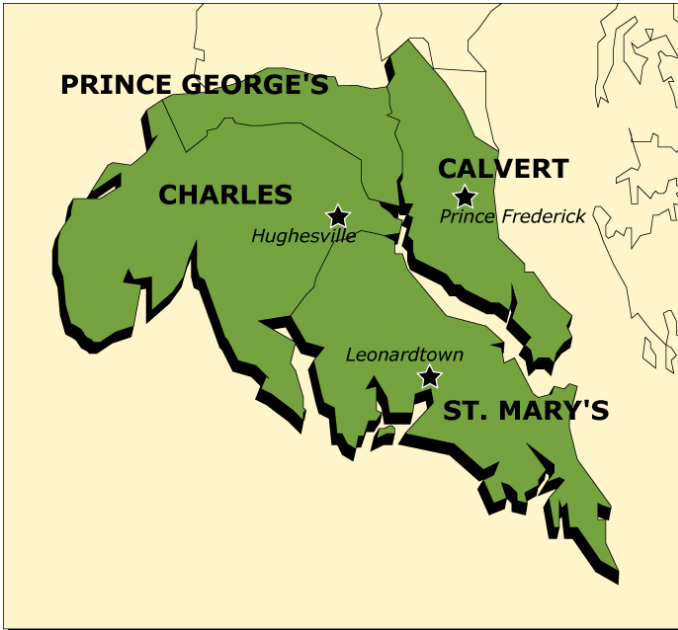 PRINCE GEORGE'S
CALVERT
CHARLES
Prince Frederick
Hughesville
Leonardtown
ST. MARY'S